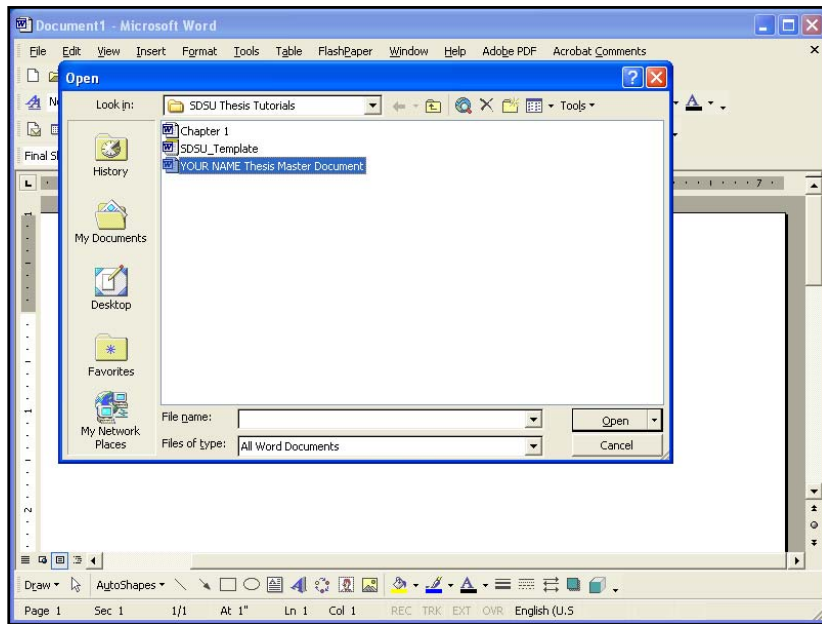 Document1 - Microsoft Word
File Edit View Insert Format Tools Table FlashPaper Window Help Adobe PDF Acrobat Comments
Open
Look in: SDSU Thesis Tutorials Tools
Final
Chapter 1
SDSU_Template
YOUR NAME Thesis Master Document
History
My Documents
Desktop
Favorites
My Network Places
File name: Open
Files of type: All Word Documents Cancel
7
1
2
Draw AutoShapes
Page 1 Sec 1 1/1 At 1" Ln 1 Col 1 REC TRK EXT OVR English (U.S